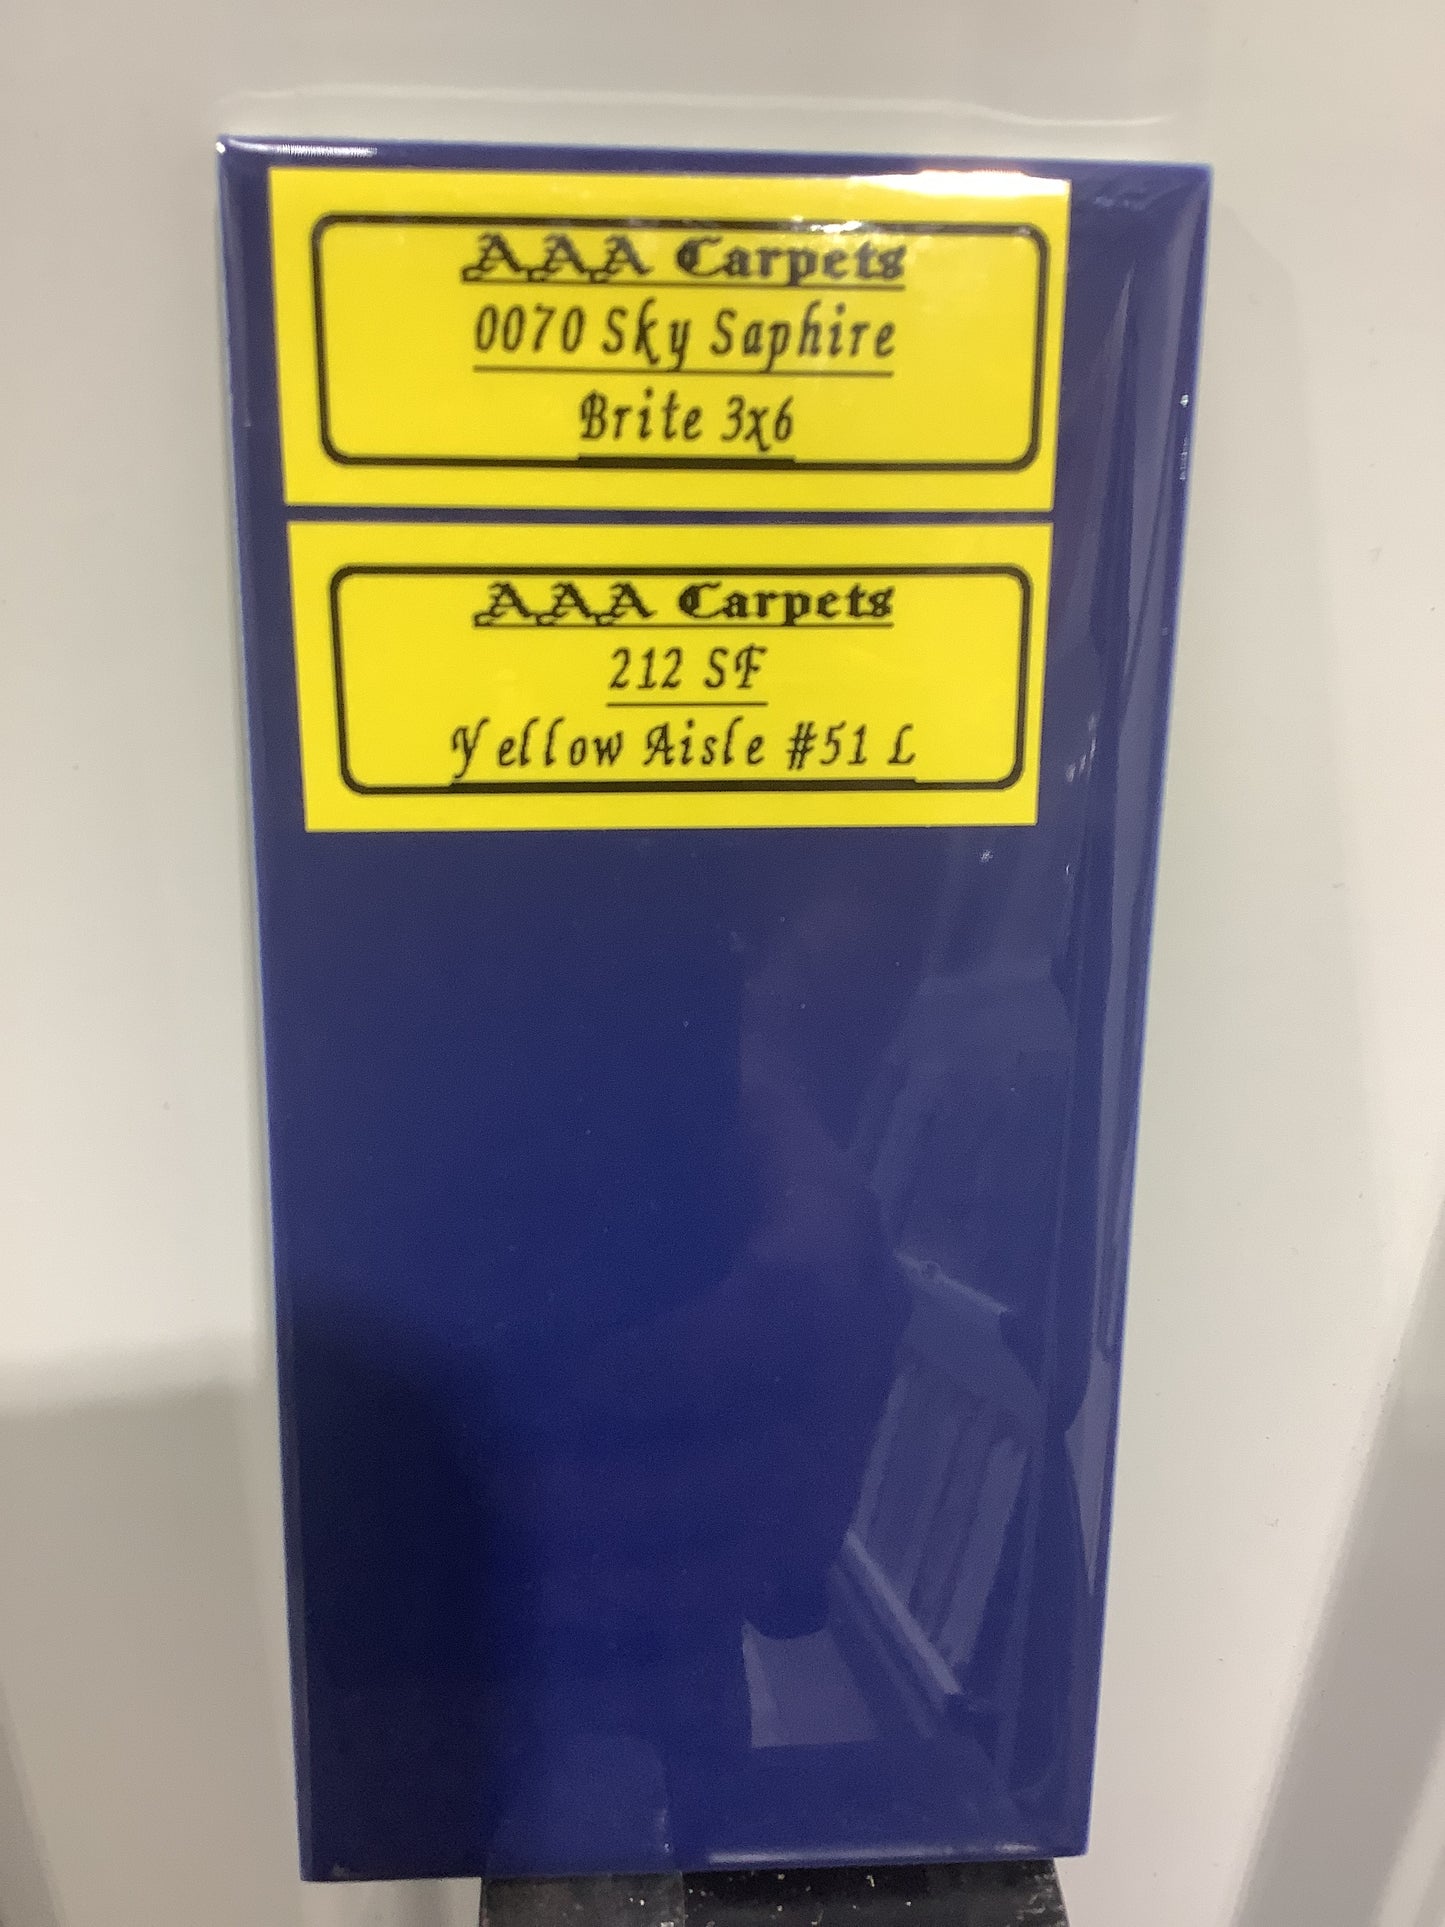 AAA Carpets
0070 Sky Saphire
Brite 3x6
AAA Carpets
212 SF
Yellow Aisle #51 L